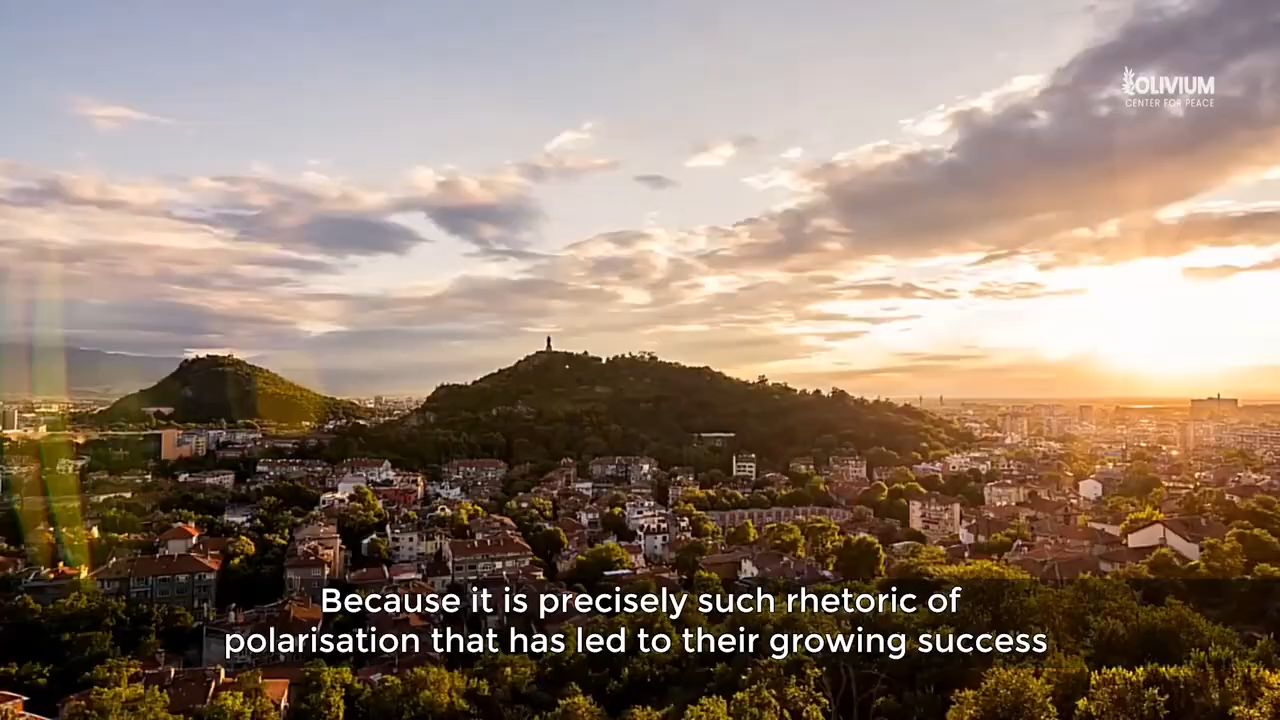 OLIVIUM
CENTER FOR PEACE
Because it is precisely such rhetoric of
polarisation that has led to their growing success